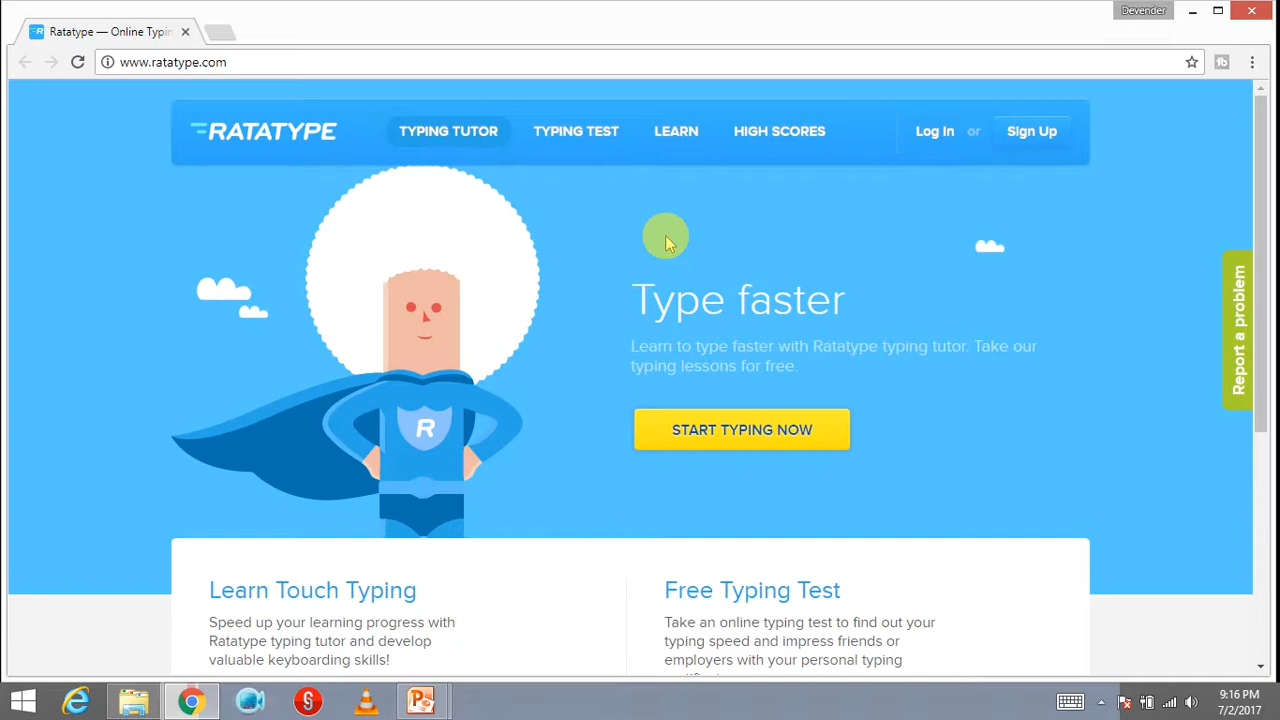 Devender
Ratatype — Online Typin
www.ratatype.com
RATATYPE
TYPING TUTOR
TYPING TEST
LEARN
HIGH SCORES
Log In or Sign Up
Type faster
Learn to type faster with Ratatype typing tutor. Take our
typing lessons for free.
START TYPING NOW
R
Report a problem
Learn Touch Typing
Speed up your learning progress with
Ratatype typing tutor and develop
valuable keyboarding skills!
Free Typing Test
Take an online typing test to find out your
typing speed and impress friends or
employers with your personal typing
9:16 PM
7/2/2017